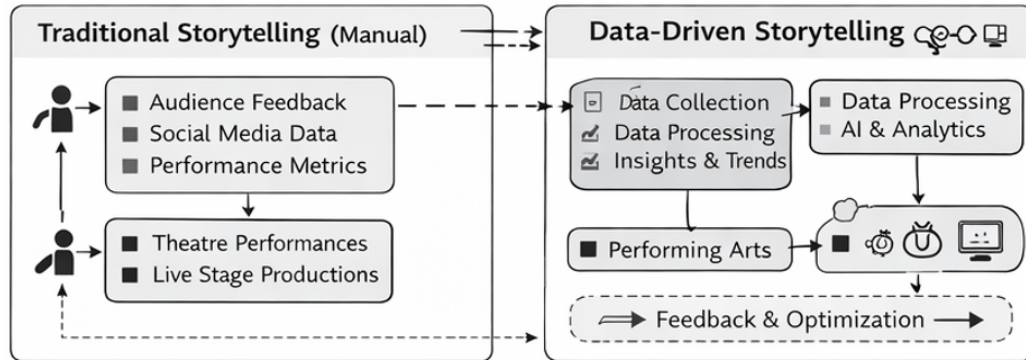 Traditional Storytelling (Manual)
Audience Feedback
Social Media Data
Performance Metrics
Theatre Performances
Live Stage Productions
Data-Driven Storytelling
Data Collection
Data Processing
Insights & Trends
Data Processing
AI & Analytics
Performing Arts
Feedback & Optimization